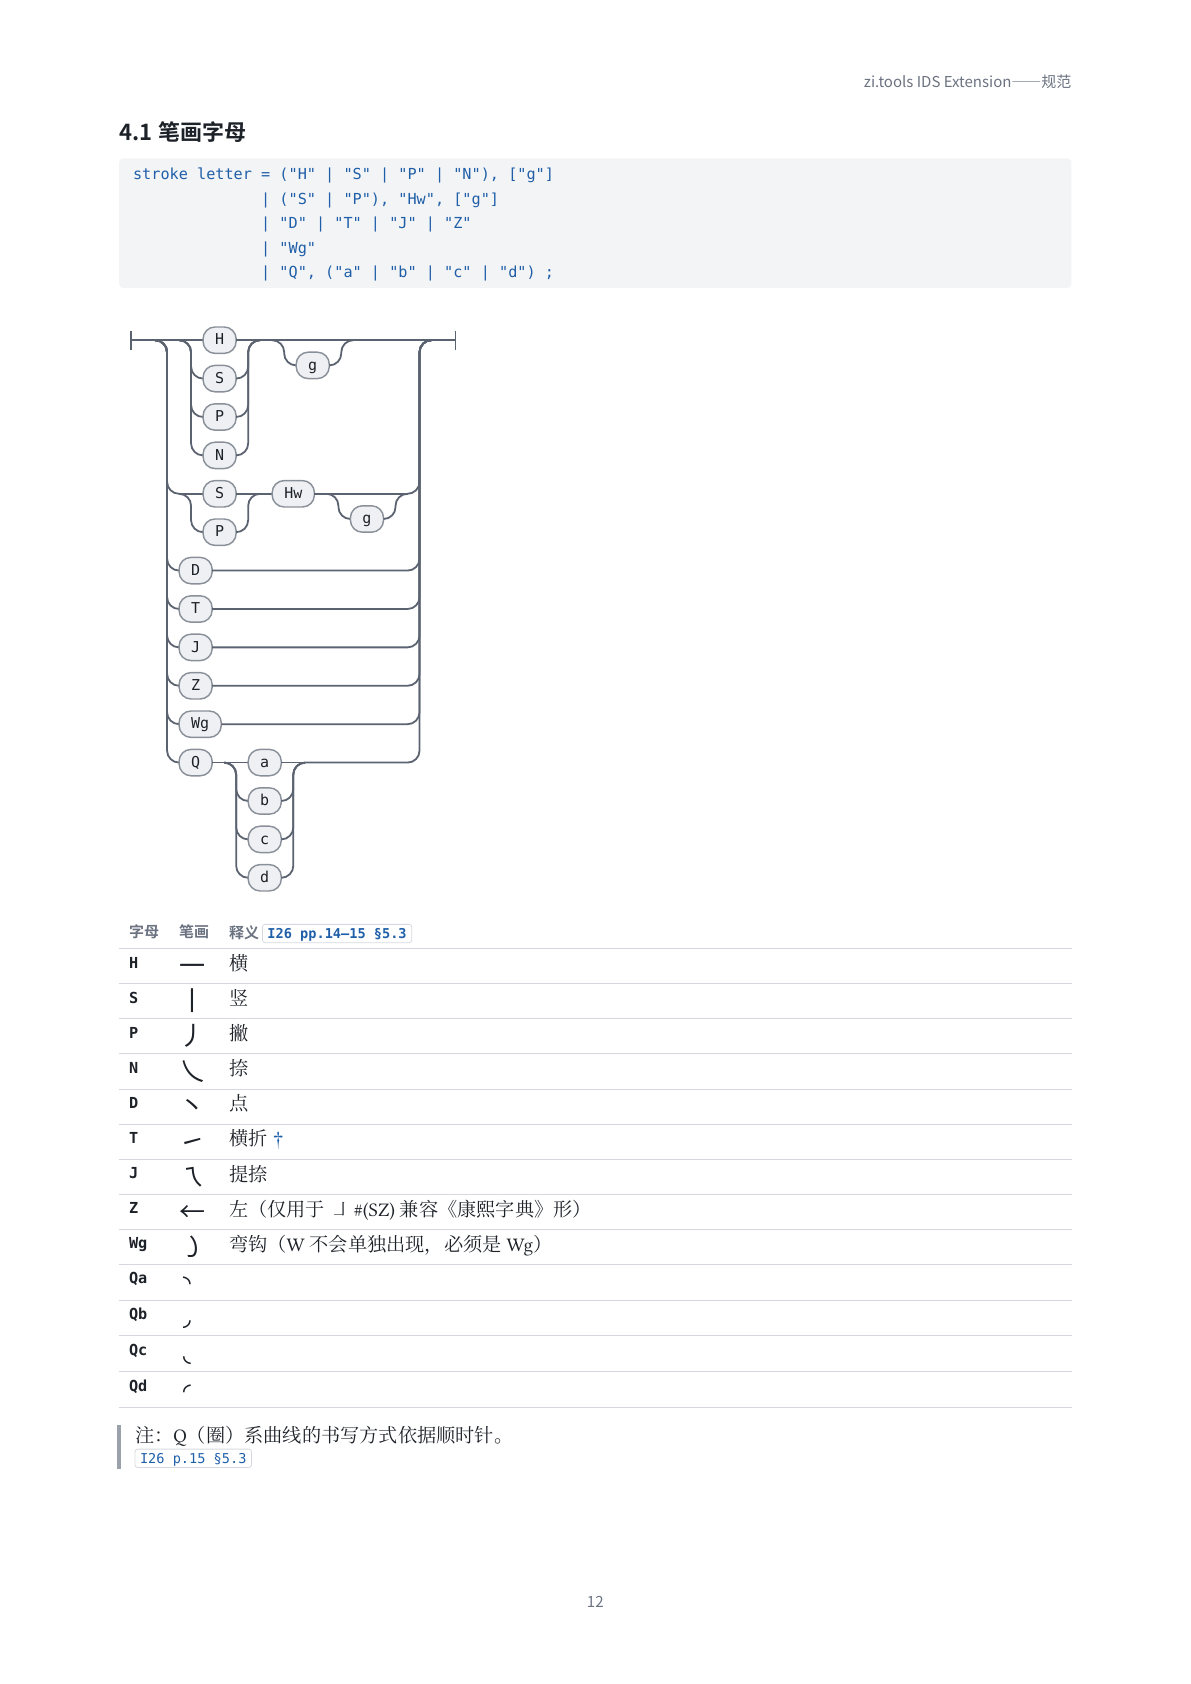 zi.tools IDS Extension——规范
4.1 笔画字母
stroke letter = ("H" | "S" | "P" | "N"), ["g"]
| ("S" | "P"), "Hw", ["g"]
| "D" | "T" | "J" | "Z"
| "Wg"
| "Q", ("a" | "b" | "c" | "d") ;
H
g
S
P
N
S Hw
g
P
D
T
J
Z
Wg
Q a
b
c
d
字母 笔画 释义 I26 pp.14–15 §5.3
H 横
S 竖
P 撇
N 捺
D 点
T 横折 †
J 提捺
Z ← 左（仅用于 ⅃ #(SZ) 兼容《康熙字典》形）
Wg 弯钩（W 不会单独出现，必须是 Wg）
Qa
Qb
Qc
Qd
注：Q（圈）系曲线的书写方式依据顺时针。
I26 p.15 §5.3
12